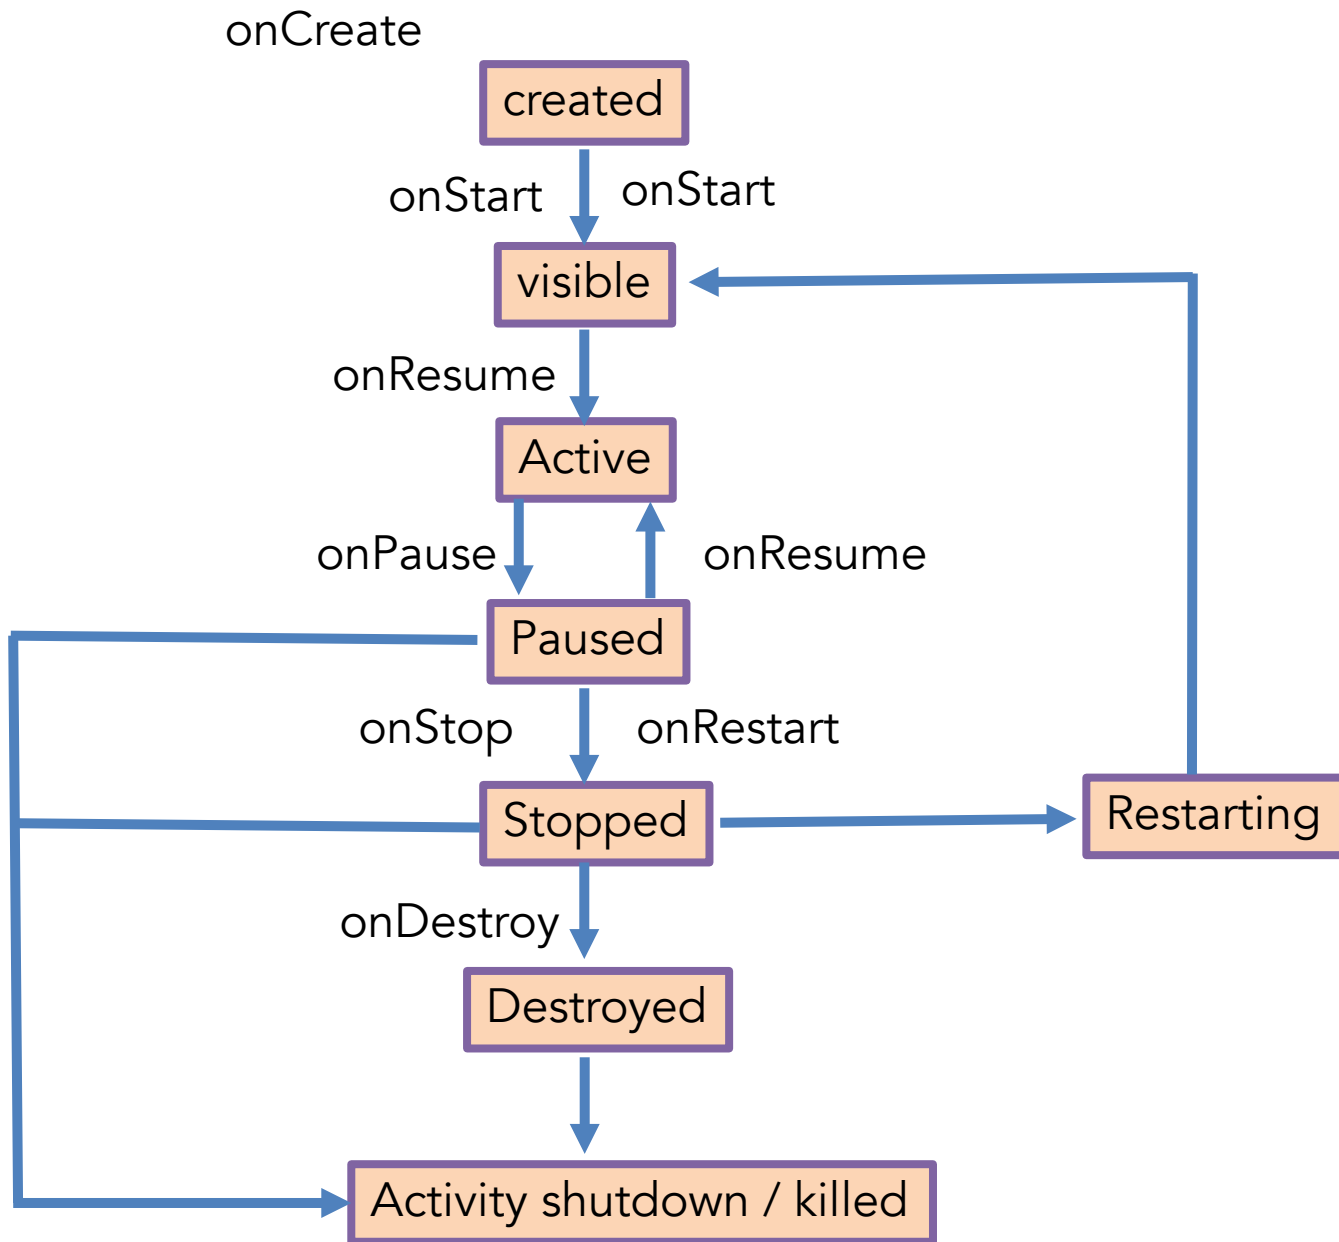 onCreate
created
onStart
onStart
visible
onResume
Active
onPause
onResume
Paused
onStop
onRestart
Stopped
Restarting
onDestroy
Destroyed
Activity shutdown / killed